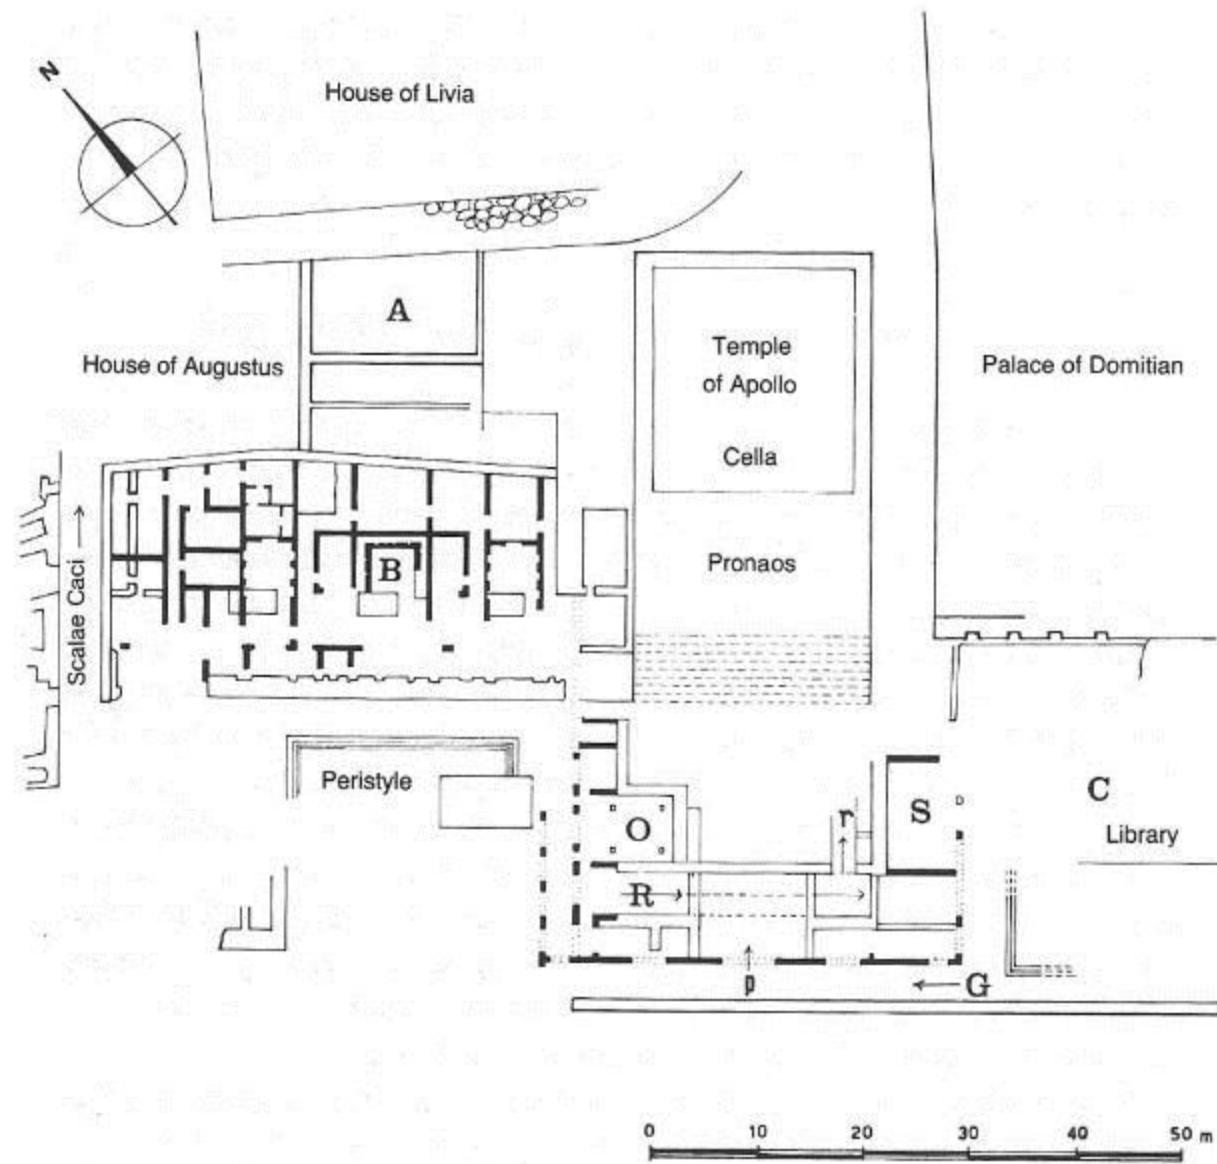 N
House of Livia
A
House of Augustus
Temple
of Apollo
Palace of Domitian
Cella
B
Pronaos
Scalae Caci
Peristyle
C
O
r
S
Library
R
p
G
0 10 20 30 40 50 m